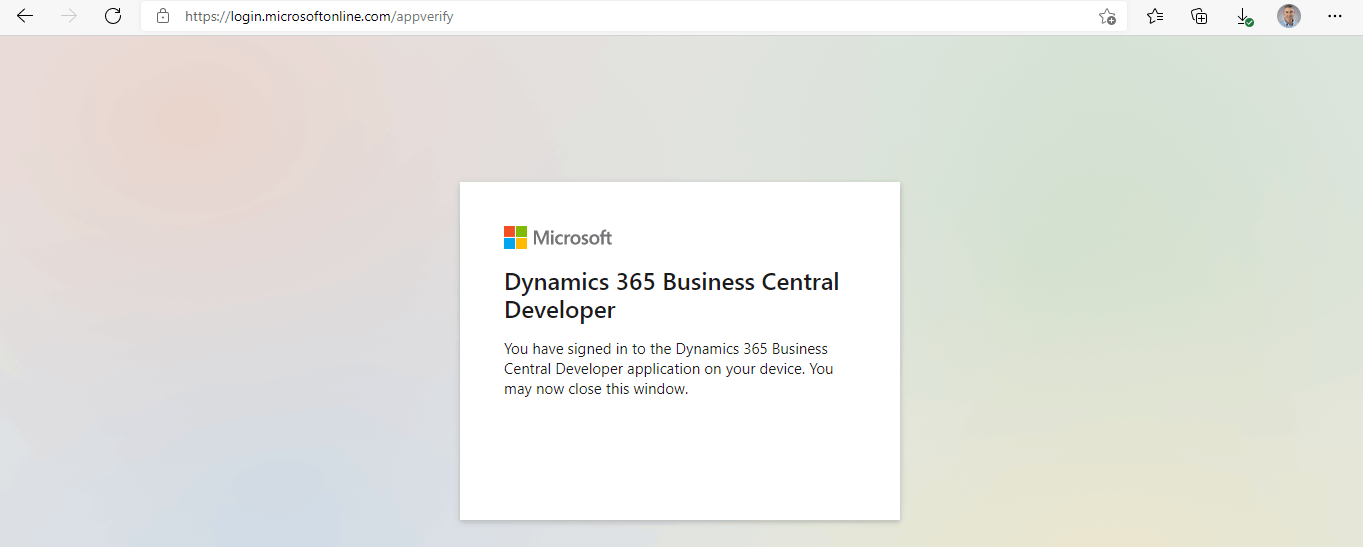 https://login.microsoftonline.com/appverify
Microsoft
Dynamics 365 Business Central
Developer
You have signed in to the Dynamics 365 Business
Central Developer application on your device. You
may now close this window.